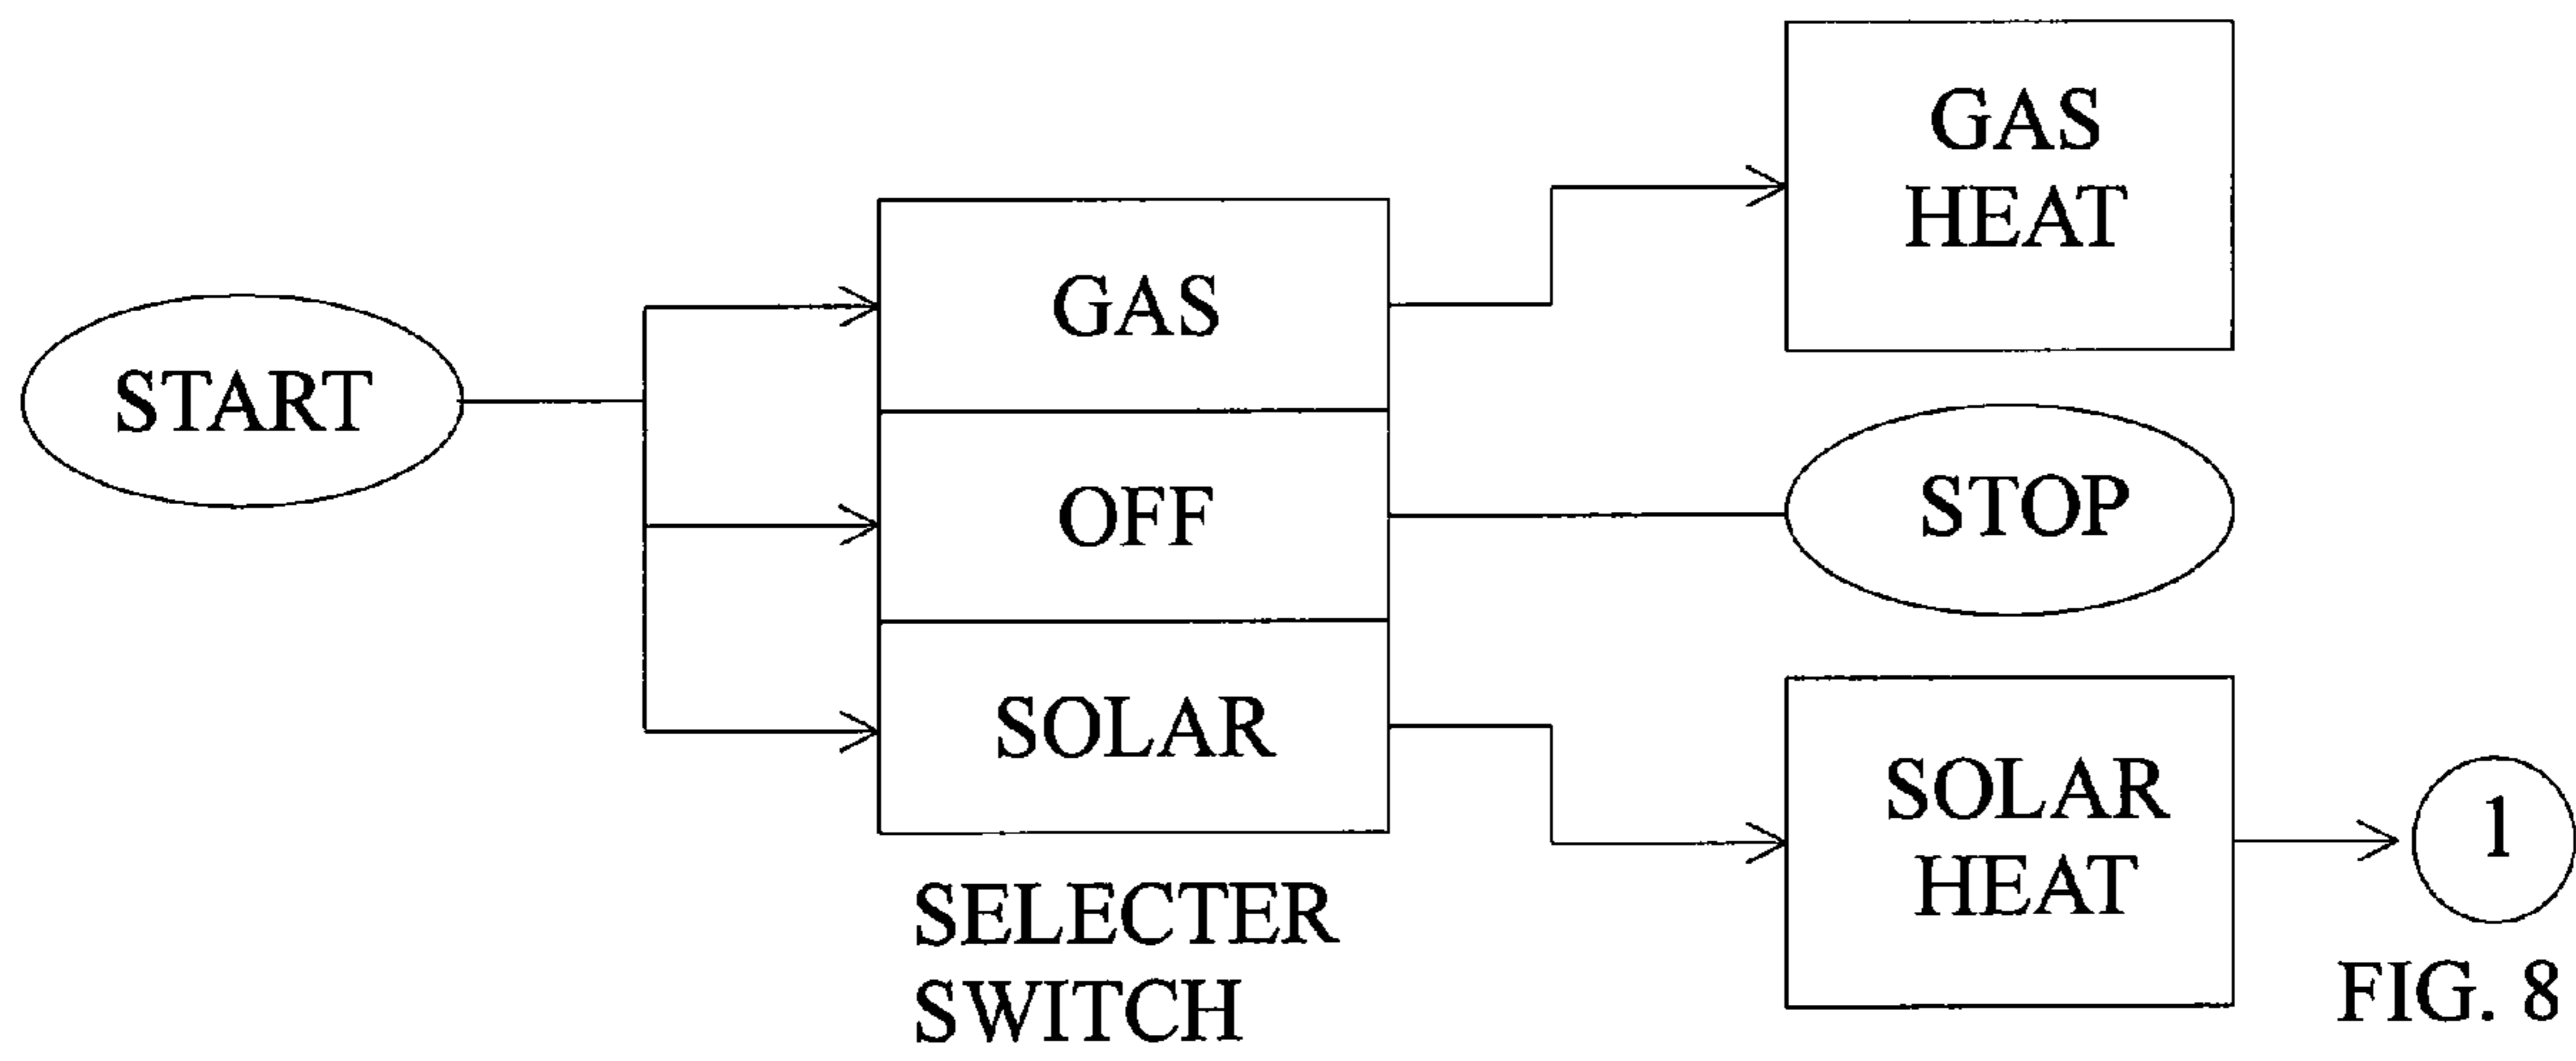 START
GAS
OFF
SOLAR
SELECTER
SWITCH
GAS
HEAT
STOP
SOLAR
HEAT
1
FIG. 8